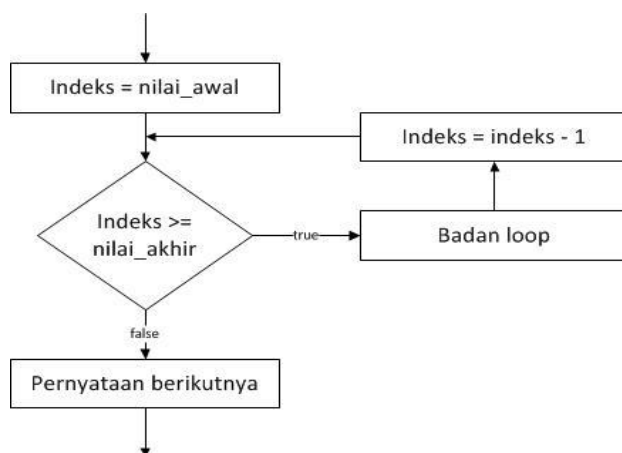 Indeks = nilai_awal
Indeks = indeks - 1
Indeks >=
nilai_akhir
true
Badan loop
false
Pernyataan berikutnya